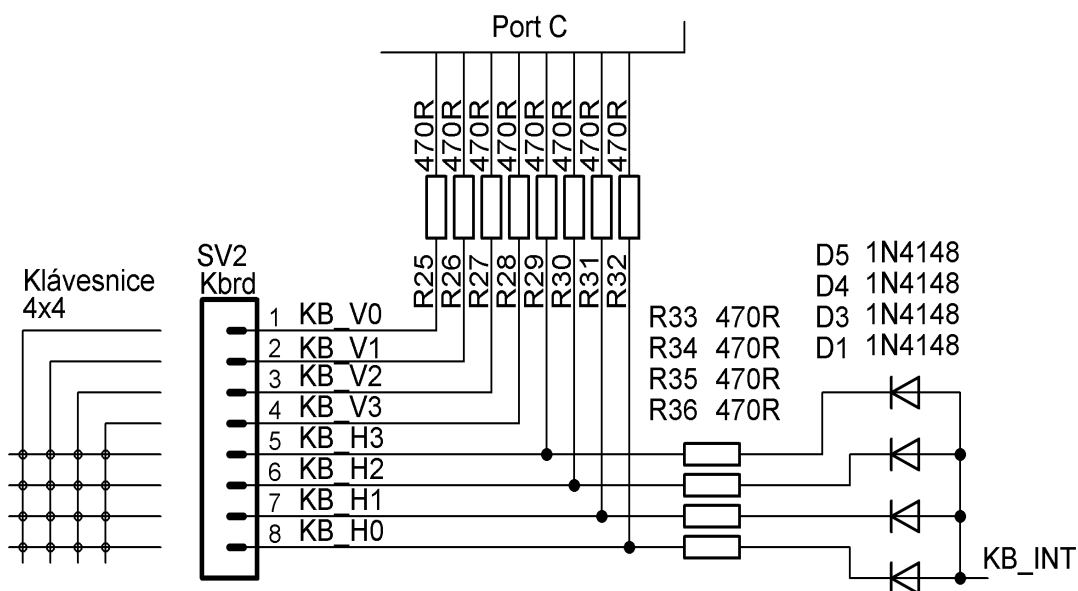 Port C
470R
470R
470R
470R
470R
470R
470R
470R
R25
R26
R27
R28
R29
R30
R31
R32
Klávesnice
4x4
SV2
Kbrd
1 KB_V0
2 KB_V1
3 KB_V2
4 KB_V3
5 KB_H3
6 KB_H2
7 KB_H1
8 KB_H0
R33 470R
R34 470R
R35 470R
R36 470R
D5 1N4148
D4 1N4148
D3 1N4148
D1 1N4148
KB_INT